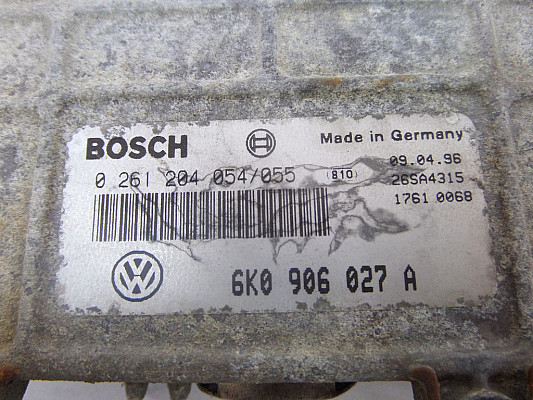 BOSCH Made in Germany
0 261 204 054/055 (810) 09.04.96
26SA4315
1761 0068
VW
6K0 906 027 A